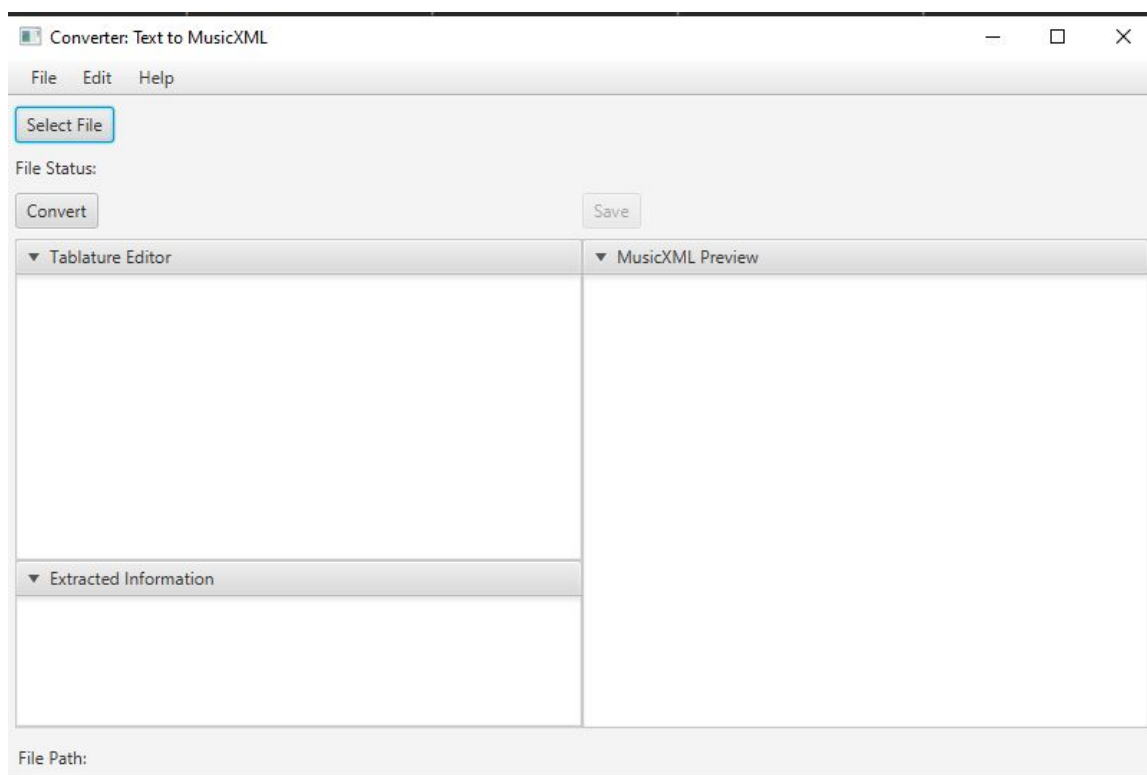 Converter: Text to MusicXML
File Edit Help
Select File
File Status:
Convert Save
Tablature Editor MusicXML Preview
Extracted Information
File Path: